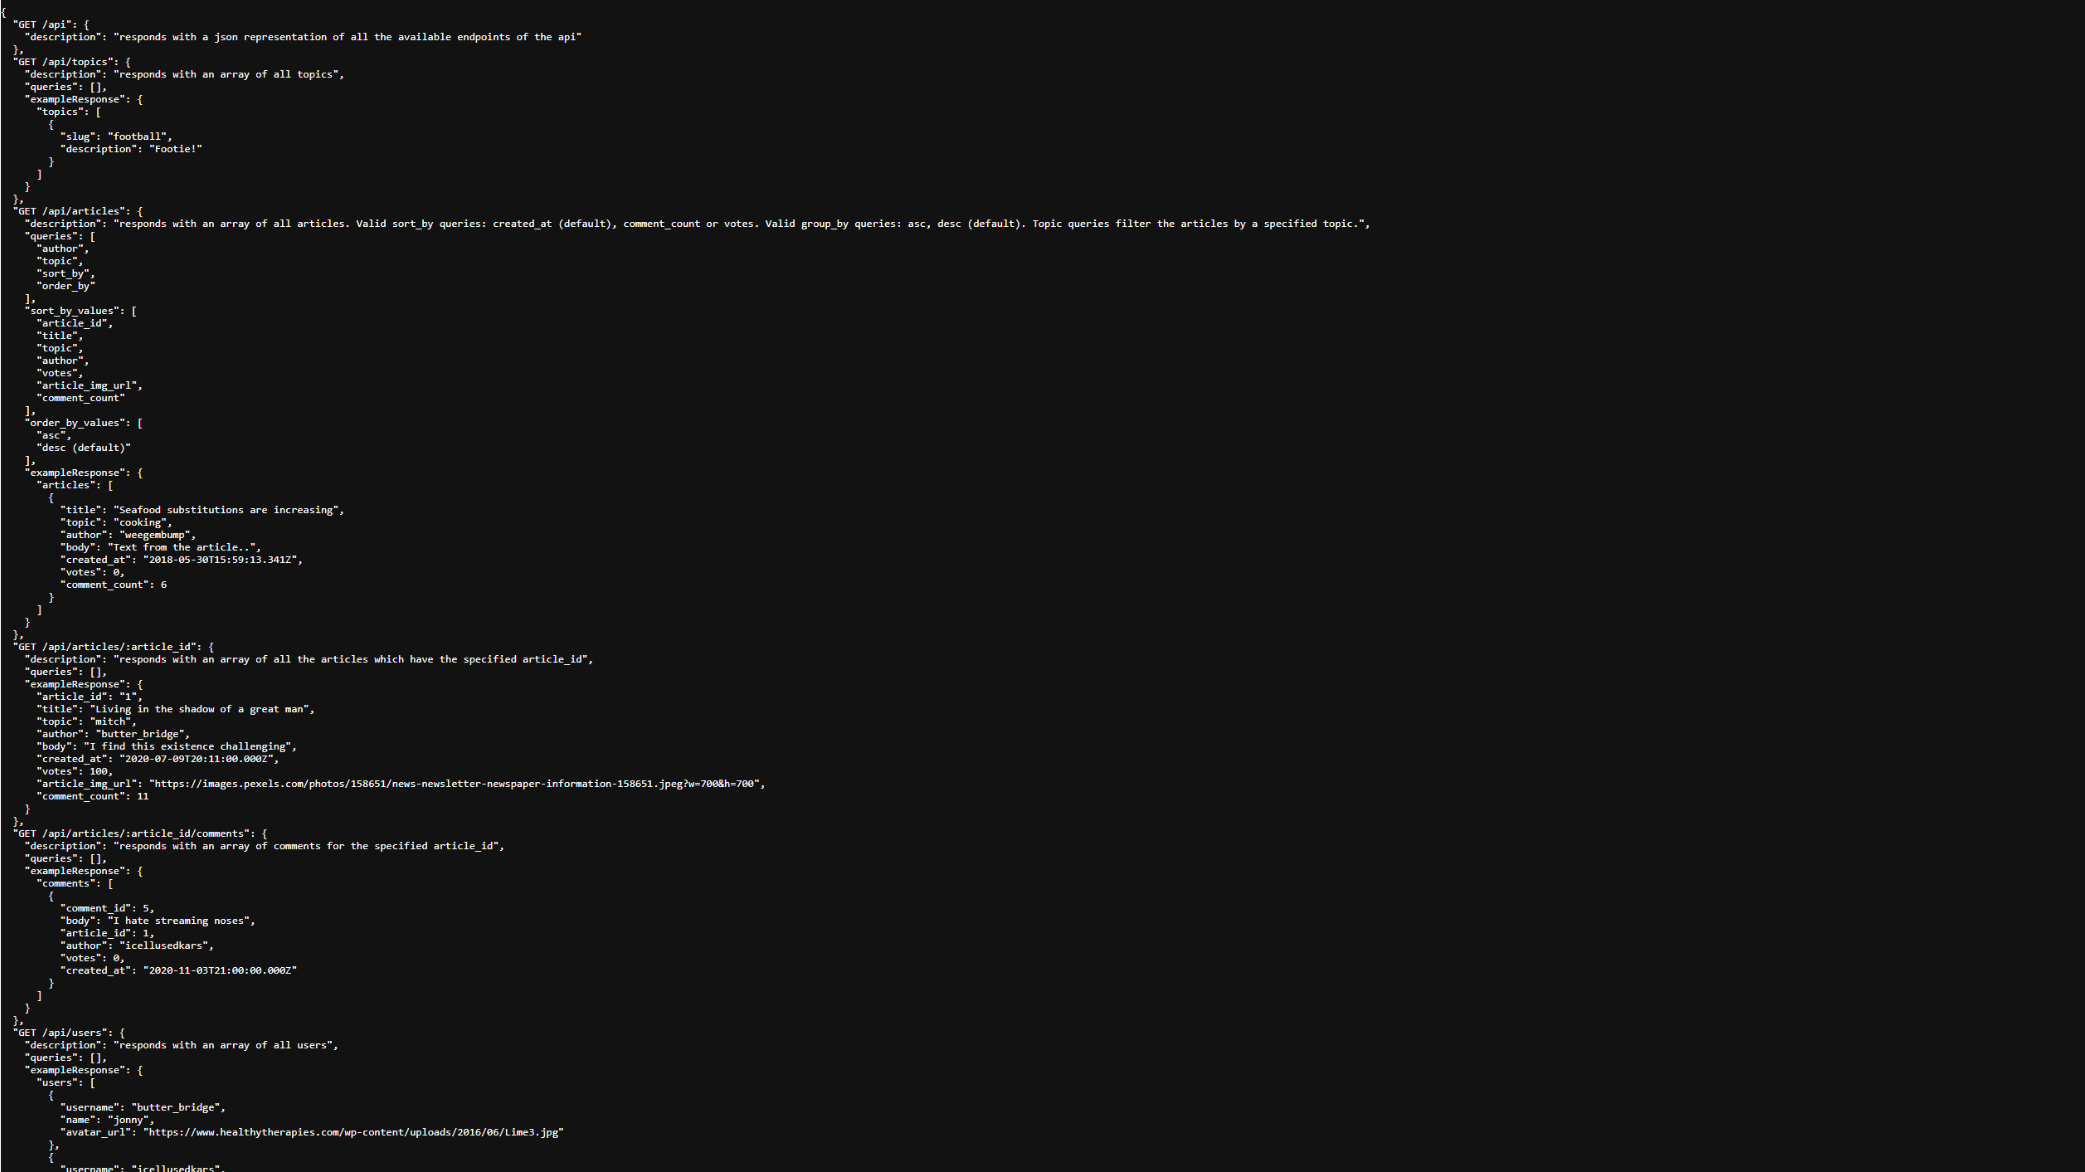 {
  "GET /api": {
    "description": "responds with a json representation of all the available endpoints of the api"
  },
  "GET /api/topics": {
    "description": "responds with an array of all topics",
    "queries": [],
    "exampleResponse": {
      "topics": [
        {
          "slug": "football",
          "description": "Footie!"
        }
      ]
    }
  },
  "GET /api/articles": {
    "description": "responds with an array of all articles. Valid sort_by queries: created_at (default), comment_count or votes. Valid group_by queries: asc, desc (default). Topic queries filter the articles by a specified topic.",
    "queries": [
      "author",
      "topic",
      "sort_by",
      "order_by"
    ],
    "sort_by_values": [
      "article_id",
      "title",
      "topic",
      "author",
      "votes",
      "article_img_url",
      "comment_count"
    ],
    "order_by_values": [
      "asc",
      "desc (default)"
    ],
    "exampleResponse": {
      "articles": [
        {
          "title": "Seafood substitutions are increasing",
          "topic": "cooking",
          "author": "weegembump",
          "body": "Text from the article..",
          "created_at": "2018-05-30T15:59:13.341Z",
          "votes": 0,
          "comment_count": 6
        }
      ]
    }
  },
  "GET /api/articles/:article_id": {
    "description": "responds with an array of all the articles which have the specified article_id",
    "queries": [],
    "exampleResponse": {
      "article_id": "1",
      "title": "Living in the shadow of a great man",
      "topic": "mitch",
      "author": "butter_bridge",
      "body": "I find this existence challenging",
      "created_at": "2020-07-09T20:11:00.000Z",
      "votes": 100,
      "article_img_url": "https://images.pexels.com/photos/158651/news-newsletter-newspaper-information-158651.jpeg?w=700&h=700",
      "comment_count": 11
    }
  },
  "GET /api/articles/:article_id/comments": {
    "description": "responds with an array of comments for the specified article_id",
    "queries": [],
    "exampleResponse": {
      "comments": [
        {
          "comment_id": 5,
          "body": "I hate streaming noses",
          "article_id": 1,
          "author": "icellusedkars",
          "votes": 0,
          "created_at": "2020-11-03T21:00:00.000Z"
        }
      ]
    }
  },
  "GET /api/users": {
    "description": "responds with an array of all users",
    "queries": [],
    "exampleResponse": {
      "users": [
        {
          "username": "butter_bridge",
          "name": "jonny",
          "avatar_url": "https://www.healthytherapies.com/wp-content/uploads/2016/06/Lime3.jpg"
        },
        {
          "username": "icellusedkars",